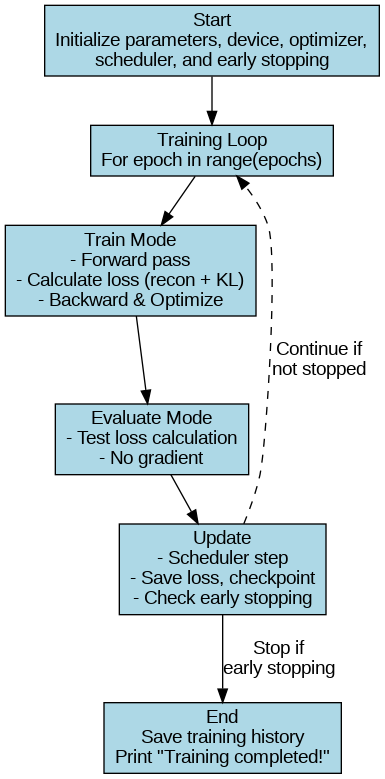 Start
Initialize parameters, device, optimizer,
scheduler, and early stopping
Training Loop
For epoch in range(epochs)
Train Mode
- Forward pass
- Calculate loss (recon + KL)
- Backward & Optimize
Continue if
not stopped
Evaluate Mode
- Test loss calculation
- No gradient
Update
- Scheduler step
- Save loss, checkpoint
- Check early stopping
Stop if
early stopping
End
Save training history
Print "Training completed!"